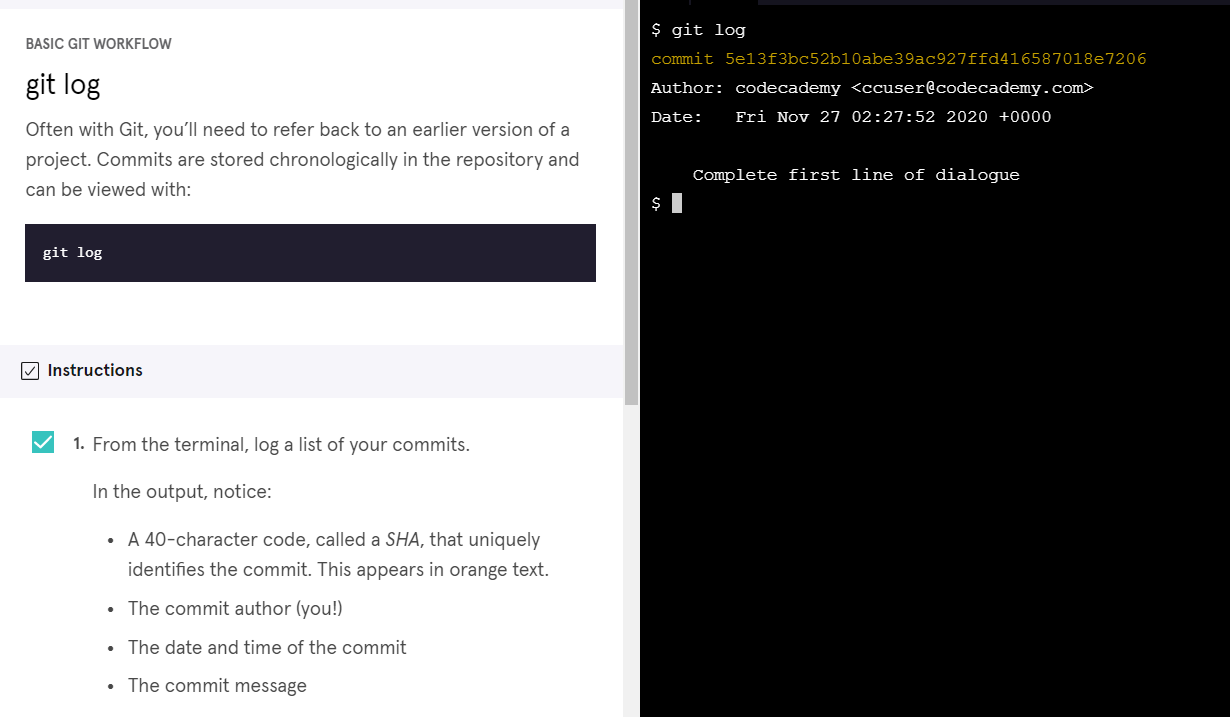 BASIC GIT WORKFLOW
git log
Often with Git, you’ll need to refer back to an earlier version of a
project. Commits are stored chronologically in the repository and
can be viewed with:
git log
Instructions
1. From the terminal, log a list of your commits.
In the output, notice:
• A 40-character code, called a SHA, that uniquely
identifies the commit. This appears in orange text.
• The commit author (you!)
• The date and time of the commit
• The commit message
$ git log
commit 5e13f3bc52b10abe39ac927ffd416587018e7206
Author: codecademy <ccuser@codecademy.com>
Date:   Fri Nov 27 02:27:52 2020 +0000
Complete first line of dialogue
$